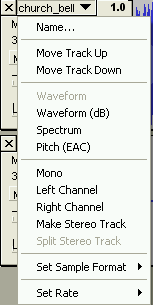 church_bell
1.0
Name...
Move Track Up
Move Track Down
Waveform
Waveform (dB)
Spectrum
Pitch (EAC)
Mono
Left Channel
Right Channel
Make Stereo Track
Split Stereo Track
Set Sample Format
Set Rate